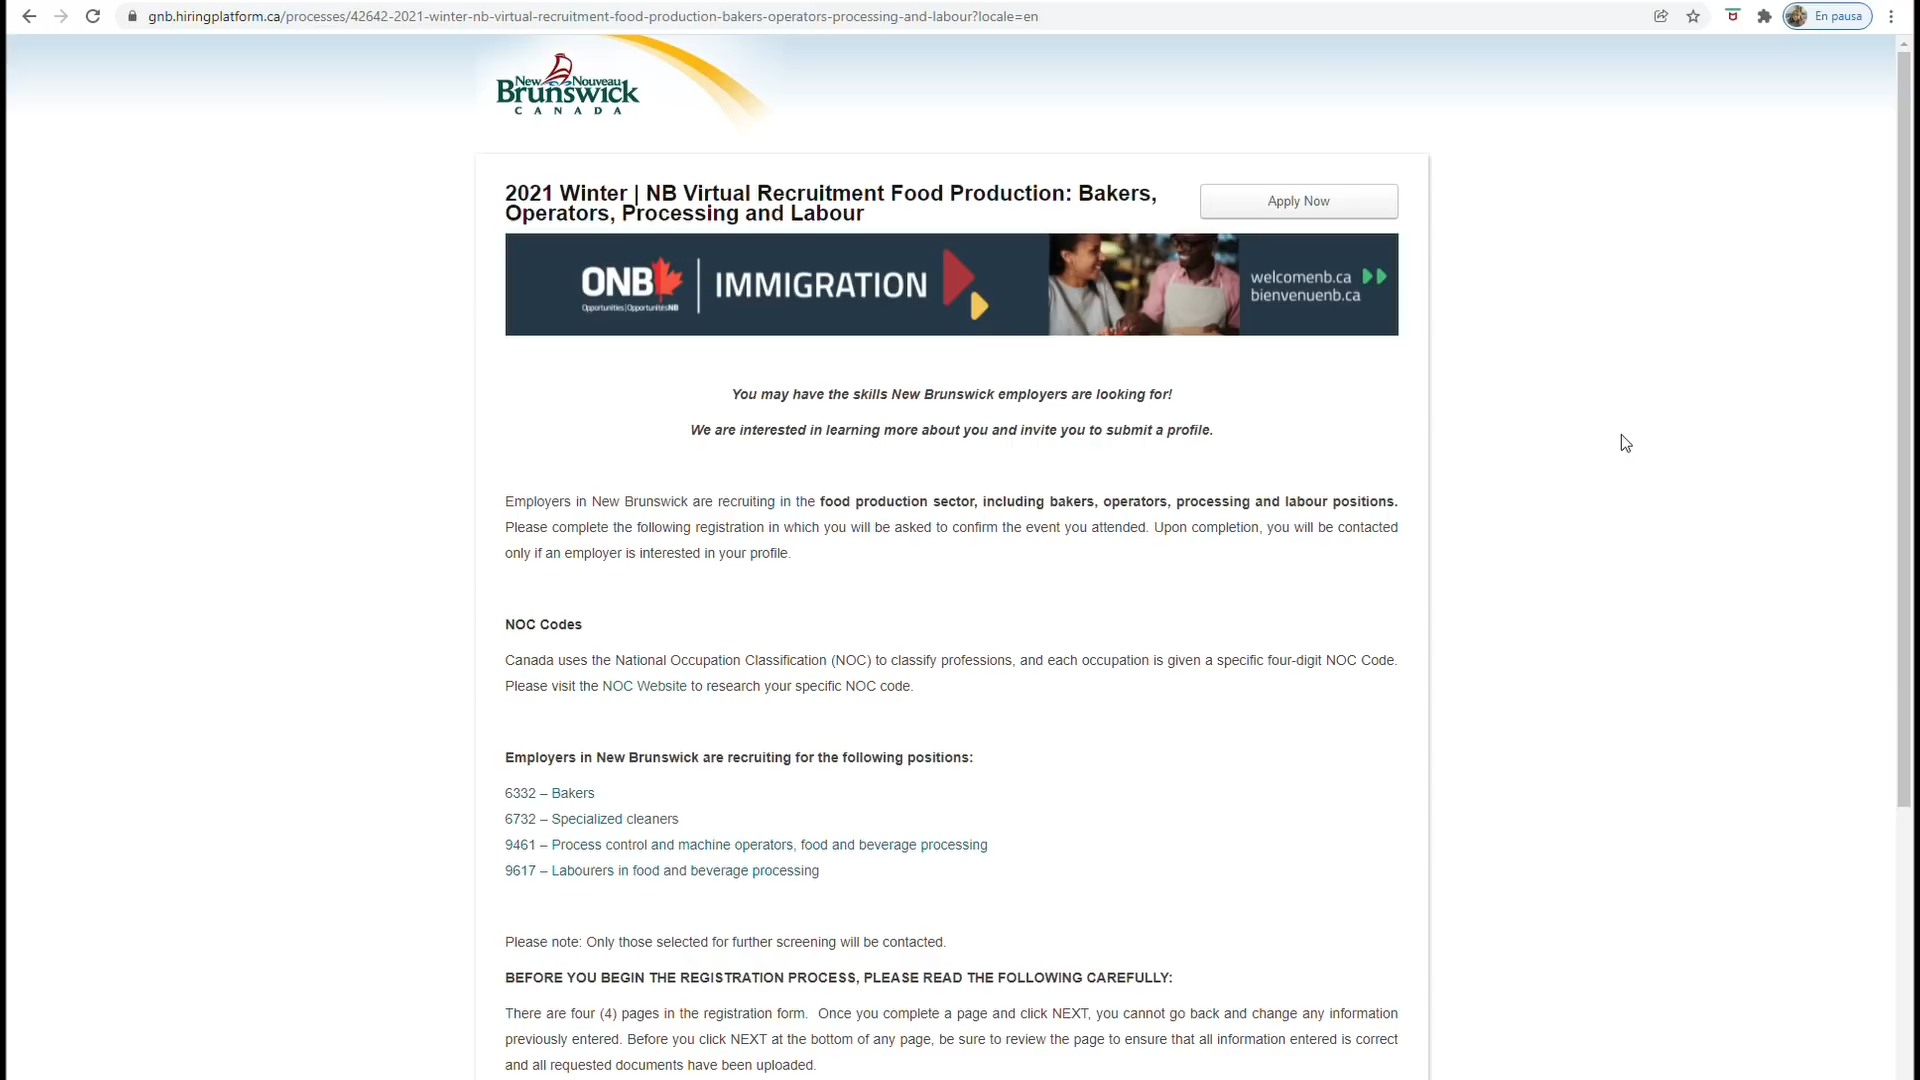 gnb.hiringplatform.ca/processes/42642-2021-winter-nb-virtual-recruitment-food-production-bakers-operators-processing-and-labour?locale=en
En pausa
New Nouveau
Brunswick
CANADA
2021 Winter | NB Virtual Recruitment Food Production: Bakers,
Operators, Processing and Labour
Apply Now
ONB
Opportunities|OpportunitésNB
IMMIGRATION
welcomenb.ca
bienvenuenb.ca
You may have the skills New Brunswick employers are looking for!
We are interested in learning more about you and invite you to submit a profile.
Employers in New Brunswick are recruiting in the food production sector, including bakers, operators, processing and labour positions.
Please complete the following registration in which you will be asked to confirm the event you attended. Upon completion, you will be contacted
only if an employer is interested in your profile.
NOC Codes
Canada uses the National Occupation Classification (NOC) to classify professions, and each occupation is given a specific four-digit NOC Code.
Please visit the NOC Website to research your specific NOC code.
Employers in New Brunswick are recruiting for the following positions:
6332 – Bakers
6732 – Specialized cleaners
9461 – Process control and machine operators, food and beverage processing
9617 – Labourers in food and beverage processing
Please note: Only those selected for further screening will be contacted.
BEFORE YOU BEGIN THE REGISTRATION PROCESS, PLEASE READ THE FOLLOWING CAREFULLY:
There are four (4) pages in the registration form. Once you complete a page and click NEXT, you cannot go back and change any information
previously entered. Before you click NEXT at the bottom of any page, be sure to review the page to ensure that all information entered is correct
and all requested documents have been uploaded.